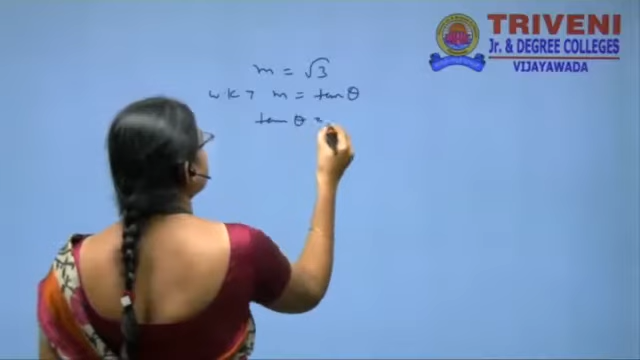 TRIVENI
Jr. & DEGREE COLLEGES
VIJAYAWADA
m = √3
w k T m = tan θ
tan θ =